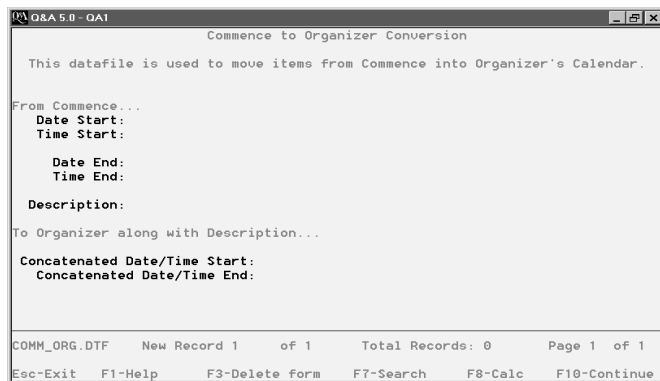 Q&A 5.0 - QA1
Commence to Organizer Conversion
This datafile is used to move items from Commence into Organizer's Calendar.
From Commence...
Date Start:
Time Start:
Date End:
Time End:
Description:
To Organizer along with Description...
Concatenated Date/Time Start:
Concatenated Date/Time End:
COMM_ORG.DTF New Record 1 of 1 Total Records: 0 Page 1 of 1
Esc-Exit F1-Help F3-Delete form F7-Search F8-Calc F10-Continue